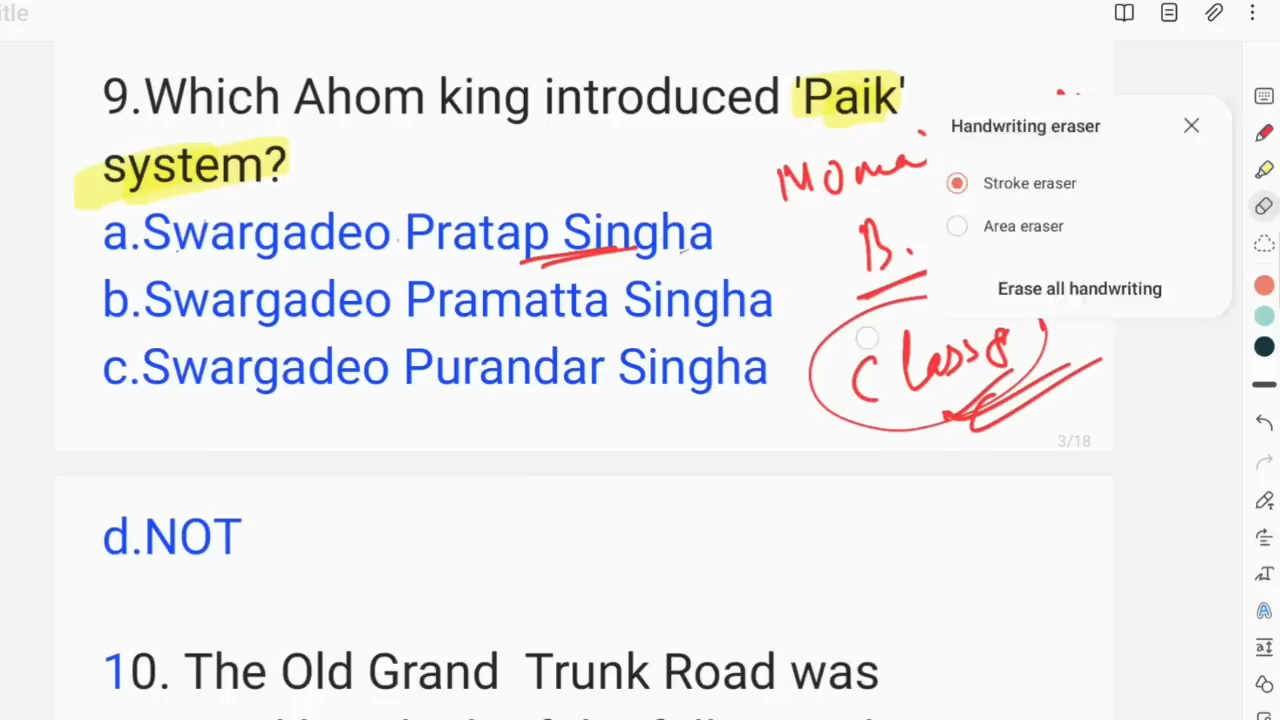 itle
9.Which Ahom king introduced 'Paik'
system?
a.Swargadeo Pratap Singha
b.Swargadeo Pramatta Singha
c.Swargadeo Purandar Singha
Momai
B.
Class 8
Handwriting eraser
Stroke eraser
Area eraser
Erase all handwriting
3/18
d.NOT
10. The Old Grand Trunk Road was